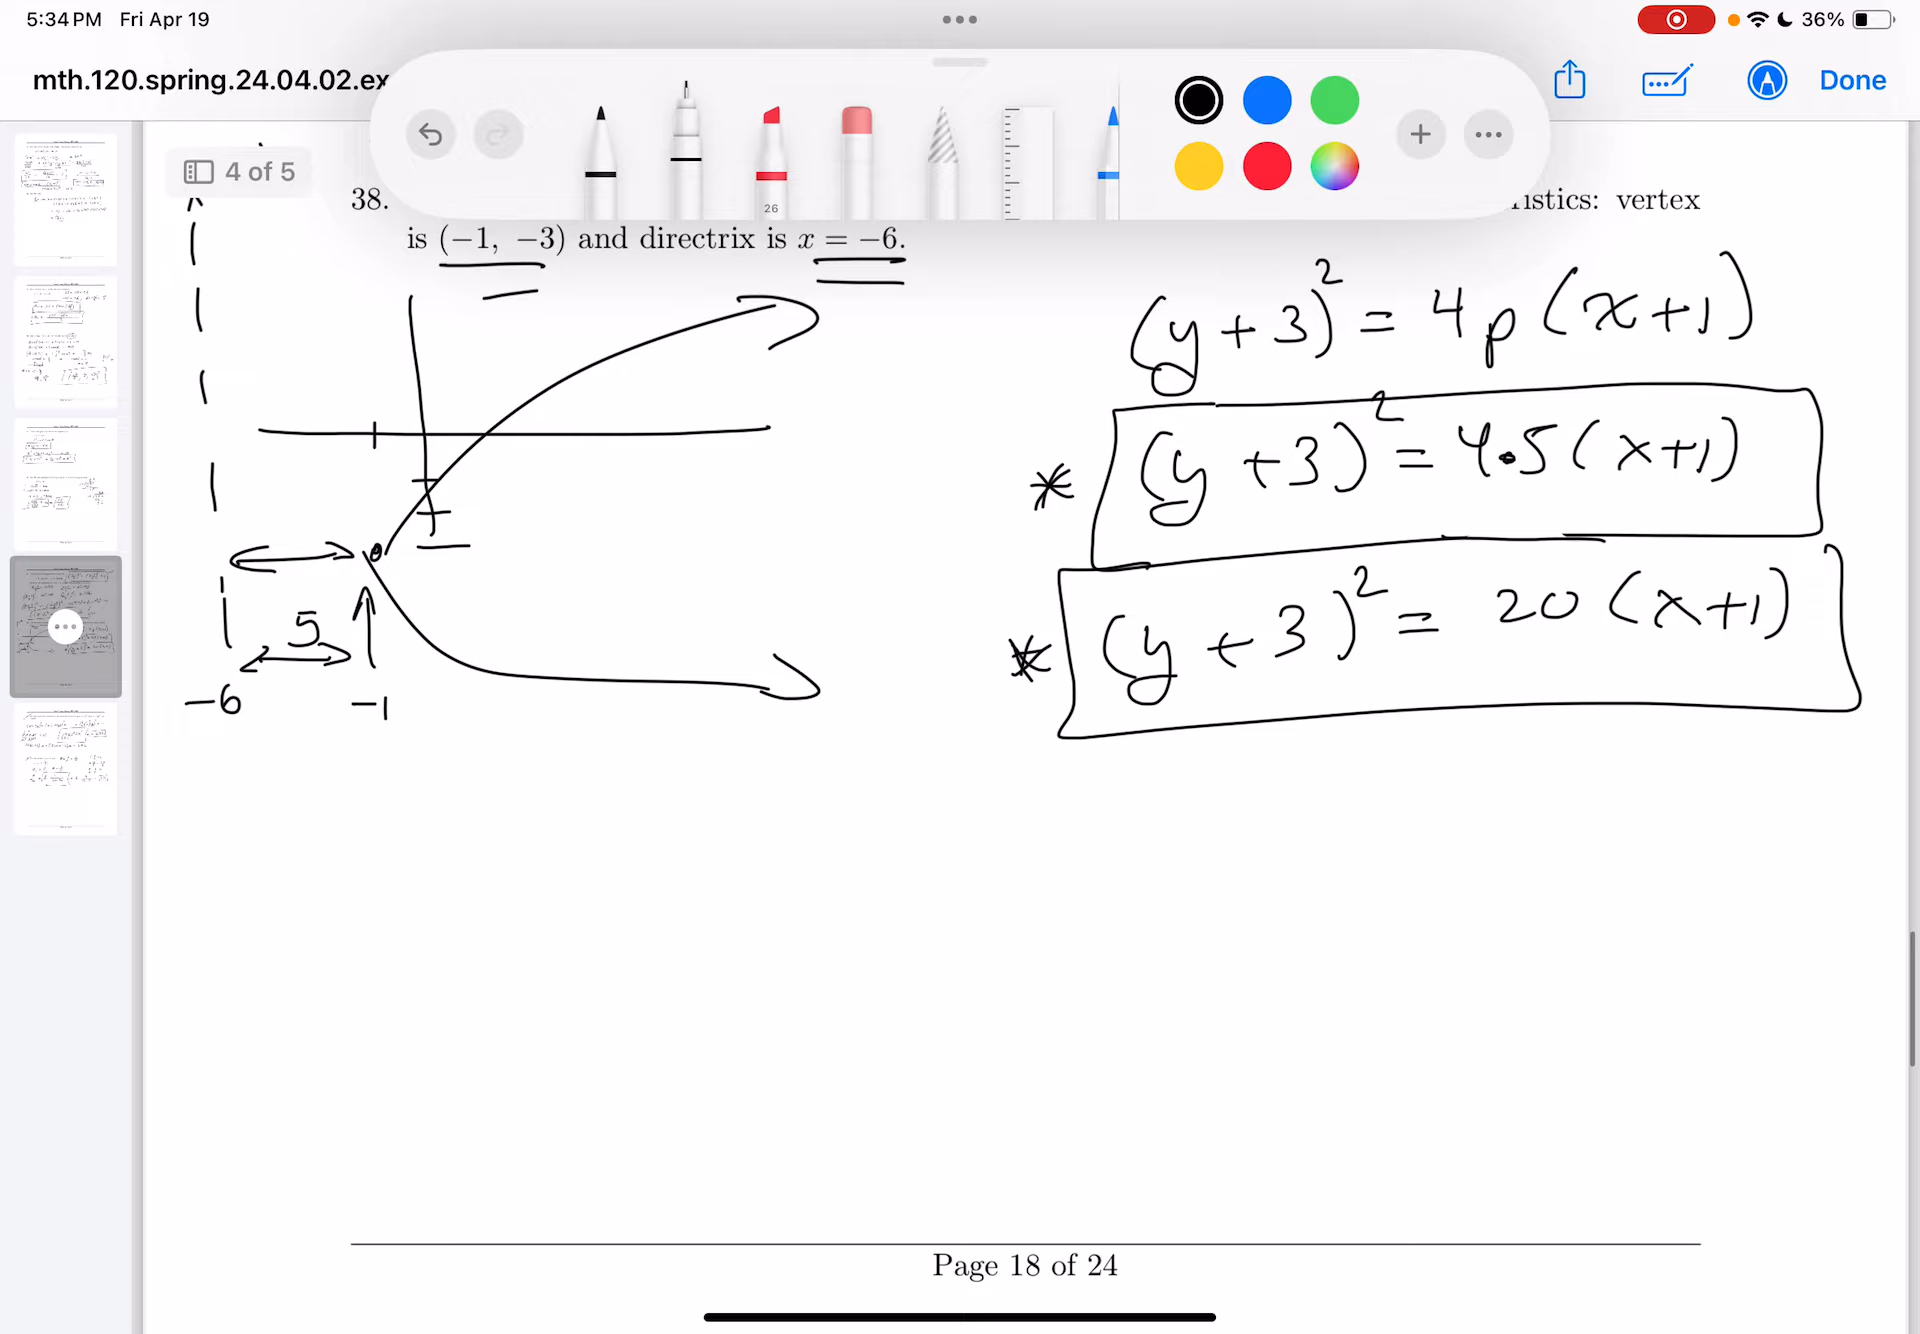 5:34 PM Fri Apr 19
36%
mth.120.spring.24.04.02.ex
Done
26
4 of 5
38.
ristics: vertex
is (−1, −3) and directrix is x = −6.
(y + 3)² = 4p (x+1)
* (y + 3)² = 4·5 (x+1)
* (y + 3)² = 20 (x+1)
5
−6 −1
Page 18 of 24